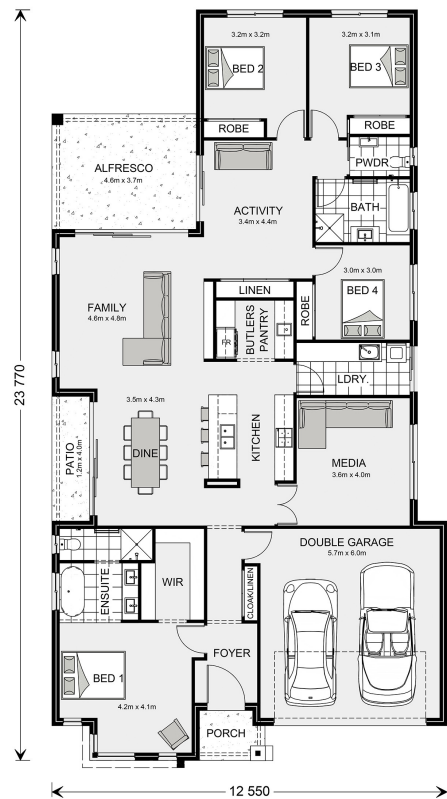 3.2m x 3.2m
BED 2
3.2m x 3.1m
BED 3
ROBE
ROBE
PWDR
ALFRESCO
4.6m x 3.7m
BATH
ACTIVITY
3.4m x 4.4m
3.0m x 3.0m
BED 4
LINEN
ROBE
FAMILY
4.6m x 4.8m
BUTLERS
PANTRY
FR
LDRY.
3.5m x 4.3m
DINE
KITCHEN
PATIO
1.2m x 4.0m
MEDIA
3.6m x 4.0m
DOUBLE GARAGE
5.7m x 6.0m
ENSUITE
WIR
CLOAK/LINEN
FOYER
BED 1
4.2m x 4.1m
PORCH
23 770
12 550